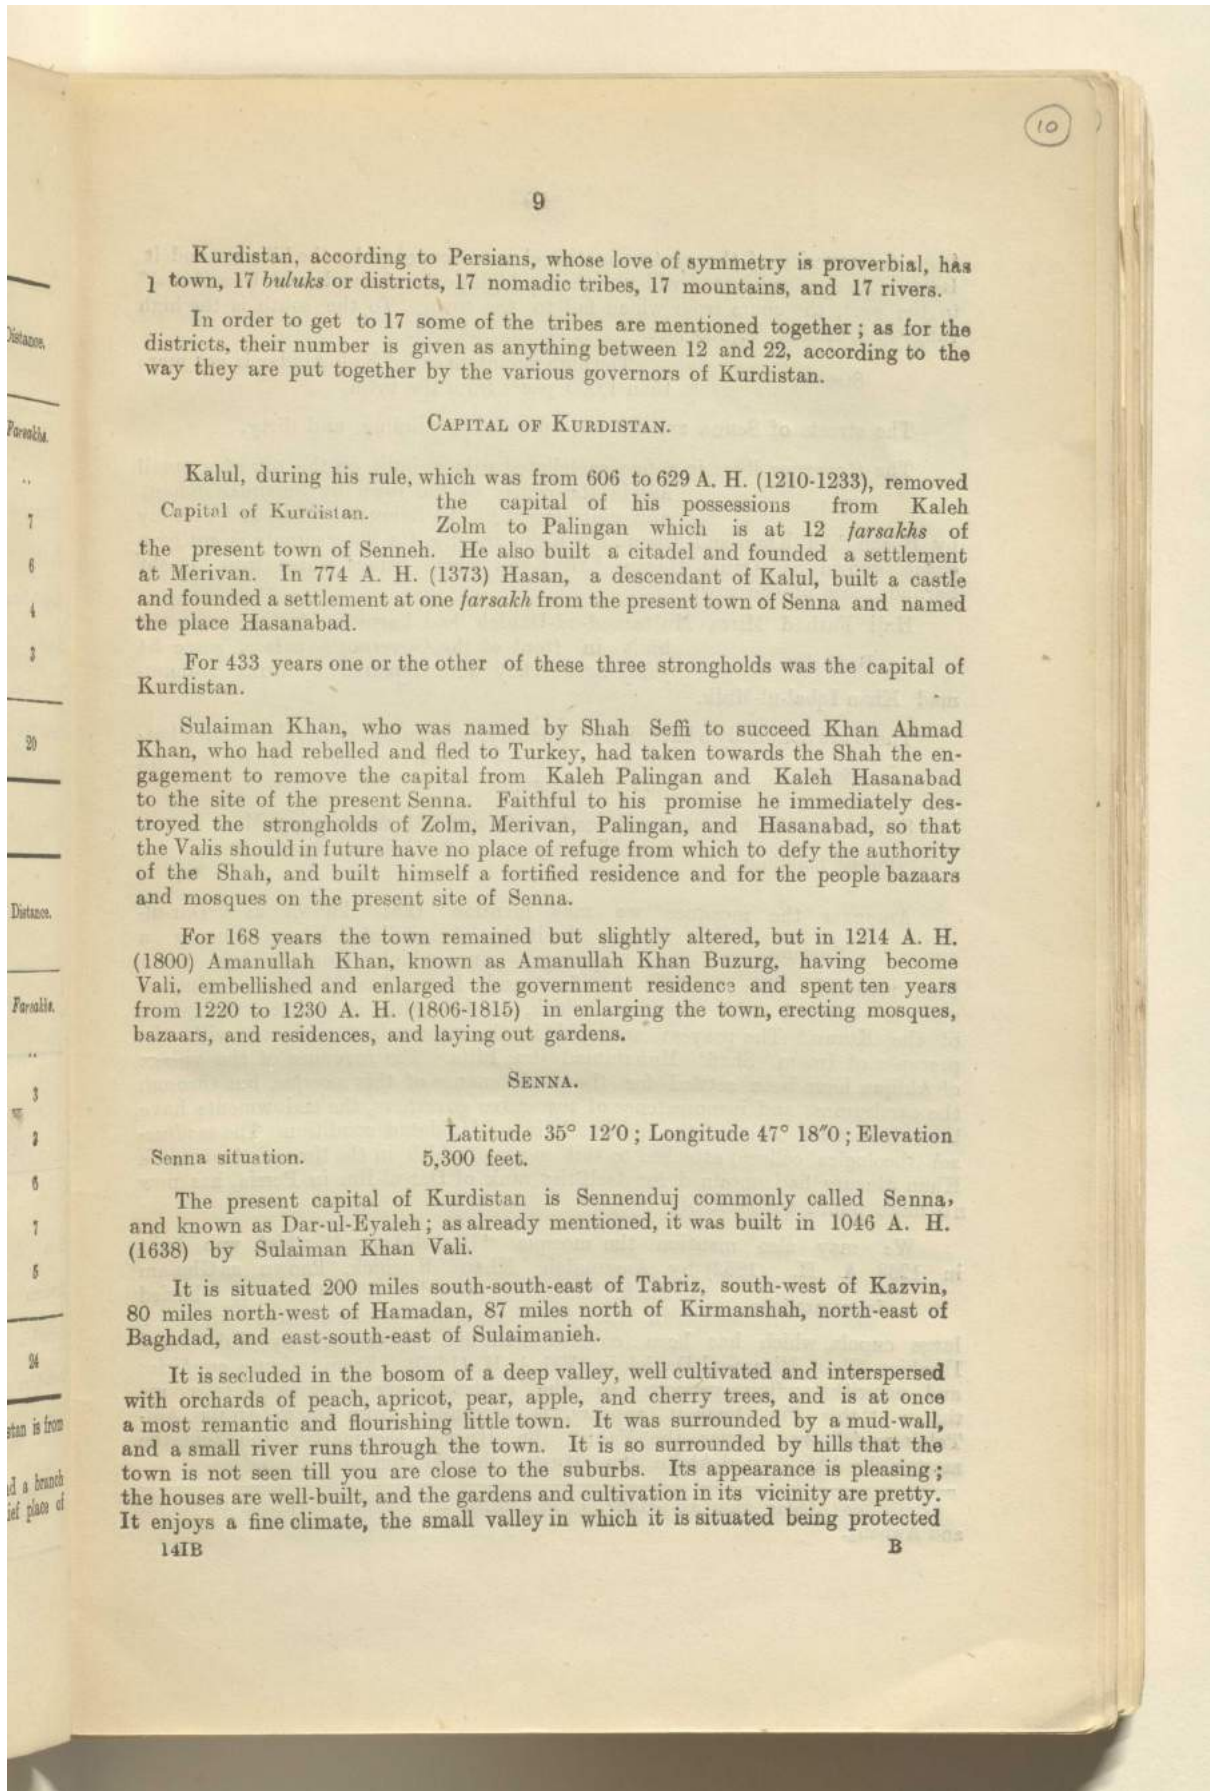 10
9
Kurdistan, according to Persians, whose love of symmetry is proverbial, has
1 town, 17 buluks or districts, 17 nomadic tribes, 17 mountains, and 17 rivers.
In order to get to 17 some of the tribes are mentioned together; as for the
districts, their number is given as anything between 12 and 22, according to the
way they are put together by the various governors of Kurdistan.
CAPITAL OF KURDISTAN.
Kalul, during his rule, which was from 606 to 629 A. H. (1210-1233), removed
Capital of Kurdistan.
the capital of his possessions from Kaleh
Zolm to Palingan which is at 12 farsakhs of
the present town of Senneh. He also built a citadel and founded a settlement
at Merivan. In 774 A. H. (1373) Hasan, a descendant of Kalul, built a castle
and founded a settlement at one farsakh from the present town of Senna and named
the place Hasanabad.
For 433 years one or the other of these three strongholds was the capital of
Kurdistan.
Sulaiman Khan, who was named by Shah Seffi to succeed Khan Ahmad
Khan, who had rebelled and fled to Turkey, had taken towards the Shah the en-
gagement to remove the capital from Kaleh Palingan and Kaleh Hasanabad
to the site of the present Senna. Faithful to his promise he immediately des-
troyed the strongholds of Zolm, Merivan, Palingan, and Hasanabad, so that
the Valis should in future have no place of refuge from which to defy the authority
of the Shah, and built himself a fortified residence and for the people bazaars
and mosques on the present site of Senna.
For 168 years the town remained but slightly altered, but in 1214 A. H.
(1800) Amanullah Khan, known as Amanullah Khan Buzurg, having become
Vali, embellished and enlarged the government residence and spent ten years
from 1220 to 1230 A. H. (1806-1815) in enlarging the town, erecting mosques,
bazaars, and residences, and laying out gardens.
SENNA.
Latitude 35° 12′0; Longitude 47° 18″0; Elevation
Senna situation.
5,300 feet.
The present capital of Kurdistan is Sennenduj commonly called Senna,
and known as Dar-ul-Eyaleh; as already mentioned, it was built in 1046 A. H.
(1638) by Sulaiman Khan Vali.
It is situated 200 miles south-south-east of Tabriz, south-west of Kazvin,
80 miles north-west of Hamadan, 87 miles north of Kirmanshah, north-east of
Baghdad, and east-south-east of Sulaimanieh.
It is secluded in the bosom of a deep valley, well cultivated and interspersed
with orchards of peach, apricot, pear, apple, and cherry trees, and is at once
a most remantic and flourishing little town. It was surrounded by a mud-wall,
and a small river runs through the town. It is so surrounded by hills that the
town is not seen till you are close to the suburbs. Its appearance is pleasing;
the houses are well-built, and the gardens and cultivation in its vicinity are pretty.
It enjoys a fine climate, the small valley in which it is situated being protected
14IB B
Distance.
Farsakhs.
..
7
6
4
3
20
Distance.
Farsakhs.
..
3
3
6
7
5
24
is from
a branch
place of